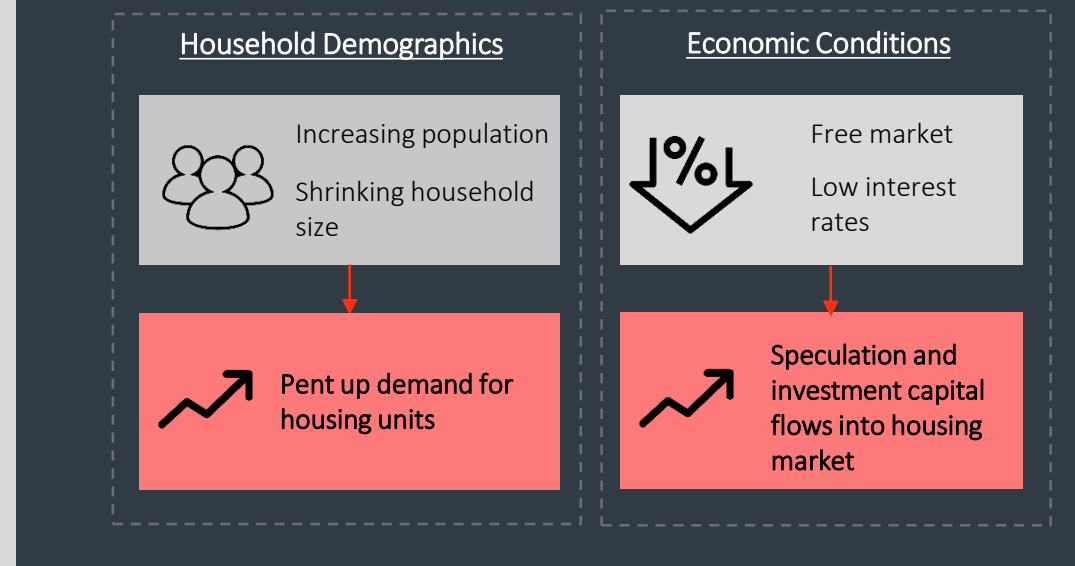 Household Demographics
Increasing population
Shrinking household
size
Pent up demand for
housing units
Economic Conditions
%
Free market
Low interest
rates
Speculation and
investment capital
flows into housing
market